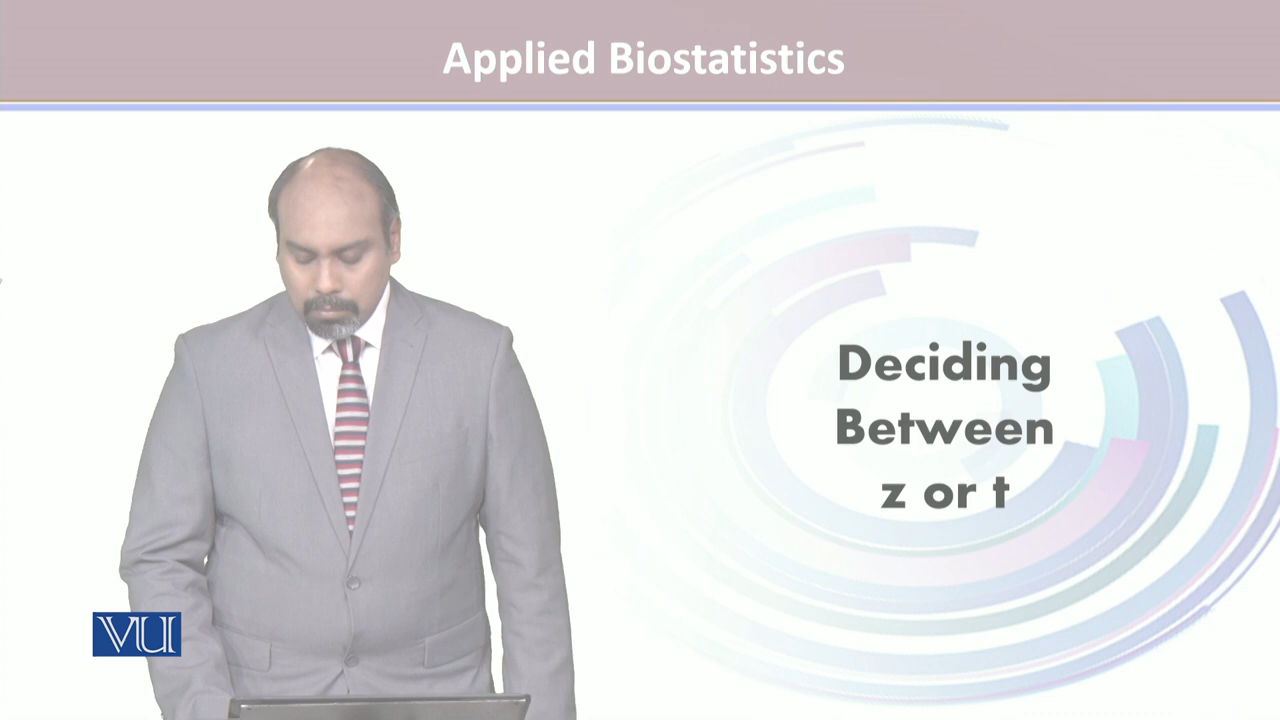 Applied Biostatistics
Deciding
Between
z or t
VU